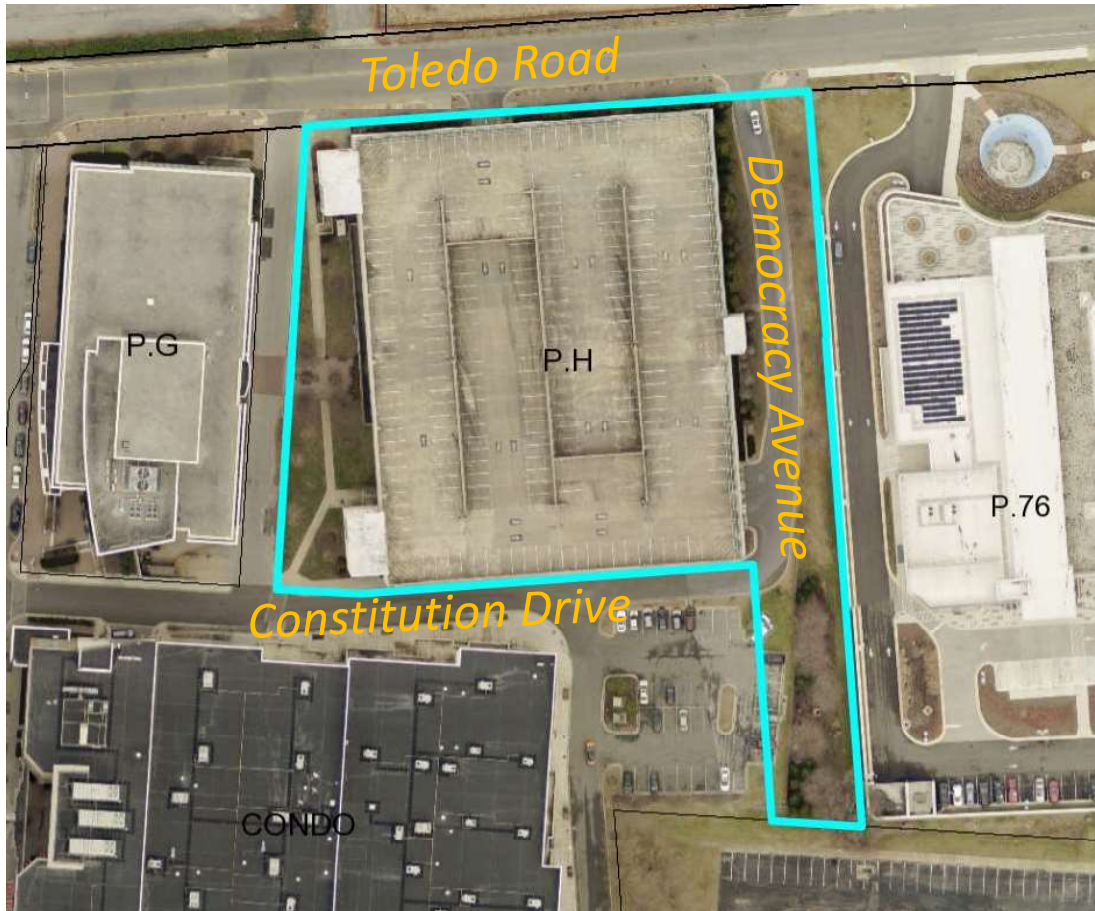 Toledo Road
Democracy Avenue
P.G
P.H
P.76
Constitution Drive
CONDO